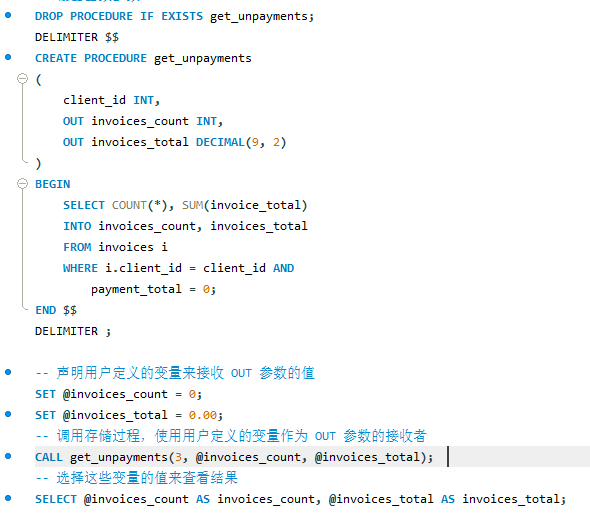 DROP PROCEDURE IF EXISTS get_unpayments;
DELIMITER $$
CREATE PROCEDURE get_unpayments
(
    client_id INT,
    OUT invoices_count INT,
    OUT invoices_total DECIMAL(9, 2)
)
BEGIN
    SELECT COUNT(*), SUM(invoice_total)
    INTO invoices_count, invoices_total
    FROM invoices i
    WHERE i.client_id = client_id AND
        payment_total = 0;
END $$
DELIMITER ;
-- 声明用户定义的变量来接收 OUT 参数的值
SET @invoices_count = 0;
SET @invoices_total = 0.00;
-- 调用存储过程，使用用户定义的变量作为 OUT 参数的接收者
CALL get_unpayments(3, @invoices_count, @invoices_total);
-- 选择这些变量的值来查看结果
SELECT @invoices_count AS invoices_count, @invoices_total AS invoices_total;